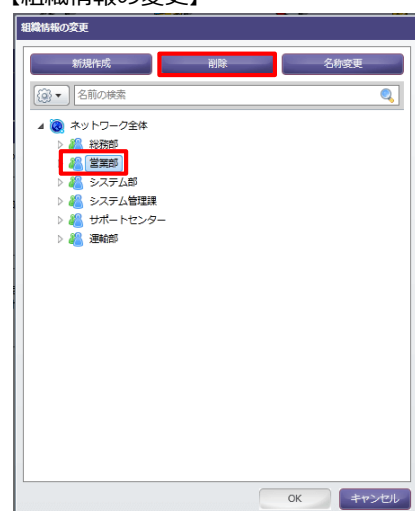 【組織情報の変更】
組織情報の変更
新規作成 削除 名称変更
名前の検索
ネットワーク全体
総務部
営業部
システム部
システム管理課
サポートセンター
運輸部
OK キャンセル